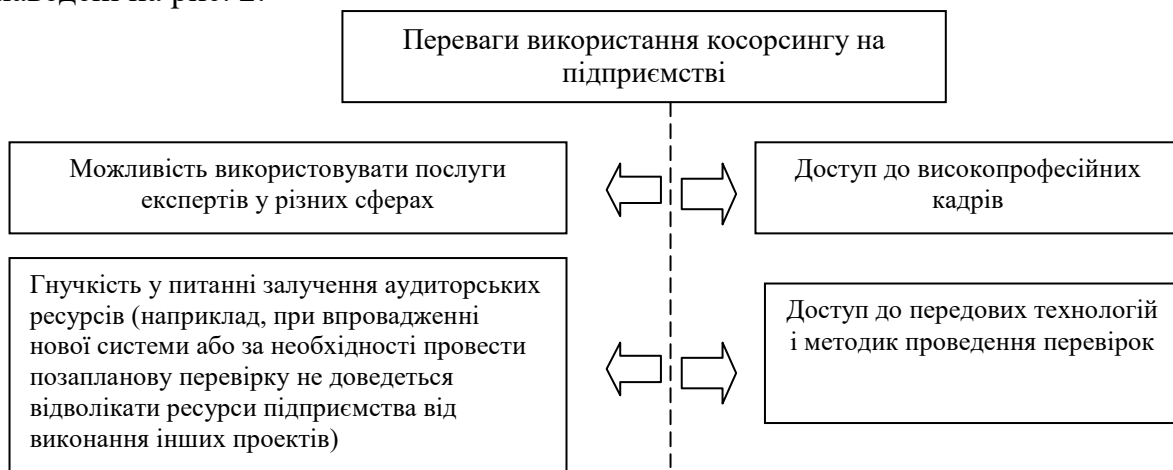 наведені на рис. 2.
Переваги використання косорсингу на
підприємстві
Можливість використовувати послуги
експертів у різних сферах
Доступ до високопрофесійних
кадрів
Гнучкість у питанні залучення аудиторських
ресурсів (наприклад, при впровадженні
нової системи або за необхідності провести
позапланову перевірку не доведеться
відволікати ресурси підприємства від
виконання інших проектів)
Доступ до передових технологій
і методик проведення перевірок